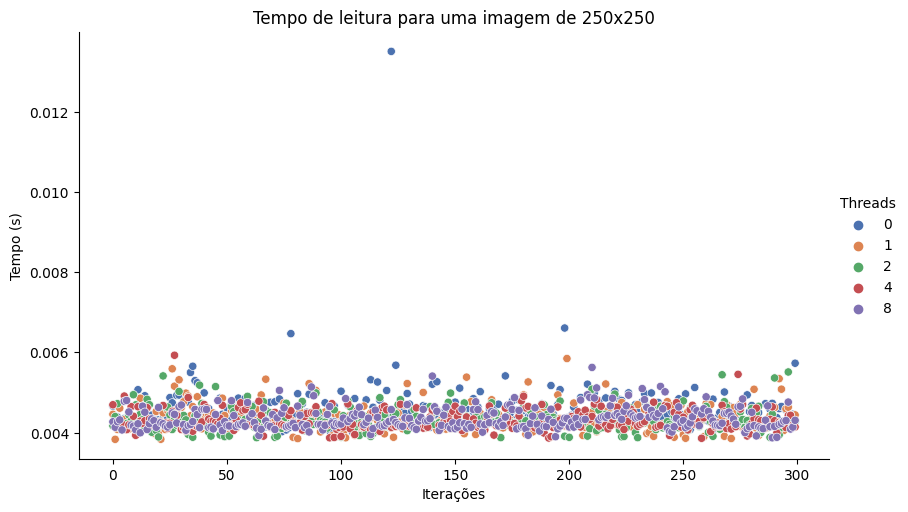 Tempo de leitura para uma imagem de 250x250
Tempo (s)
0.012
0.010
0.008
0.006
0.004
0 50 100 150 200 250 300
Iterações
Threads
0
1
2
4
8